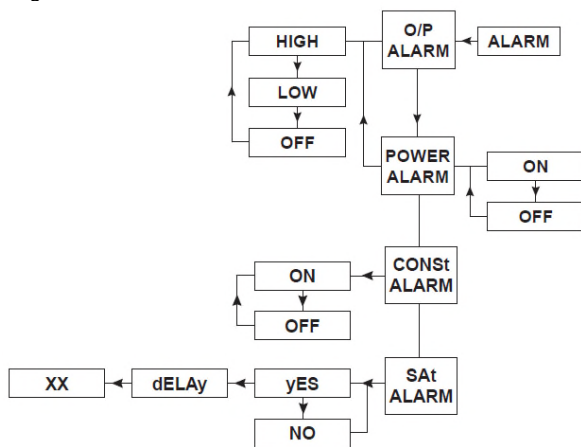 HIGH
O/P
ALARM
ALARM
LOW
OFF
POWER
ALARM
ON
OFF
CONSt
ALARM
ON
OFF
SAt
ALARM
XX
dELAy
yES
NO